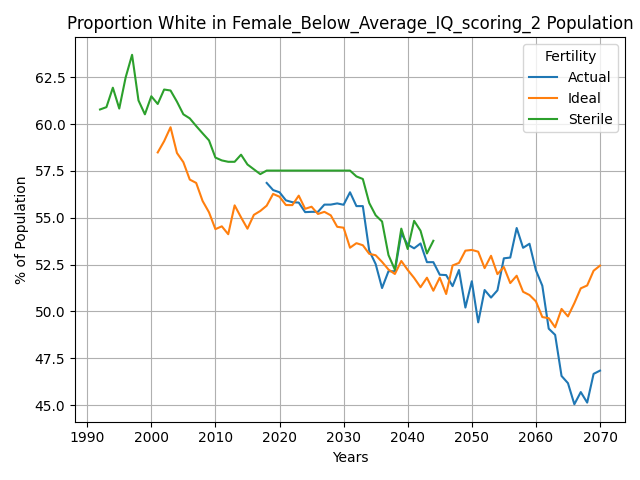 Proportion White in Female_Below_Average_IQ_scoring_2 Population
Fertility
Actual
Ideal
Sterile
% of Population
62.5
60.0
57.5
55.0
52.5
50.0
47.5
45.0
1990 2000 2010 2020 2030 2040 2050 2060 2070
Years